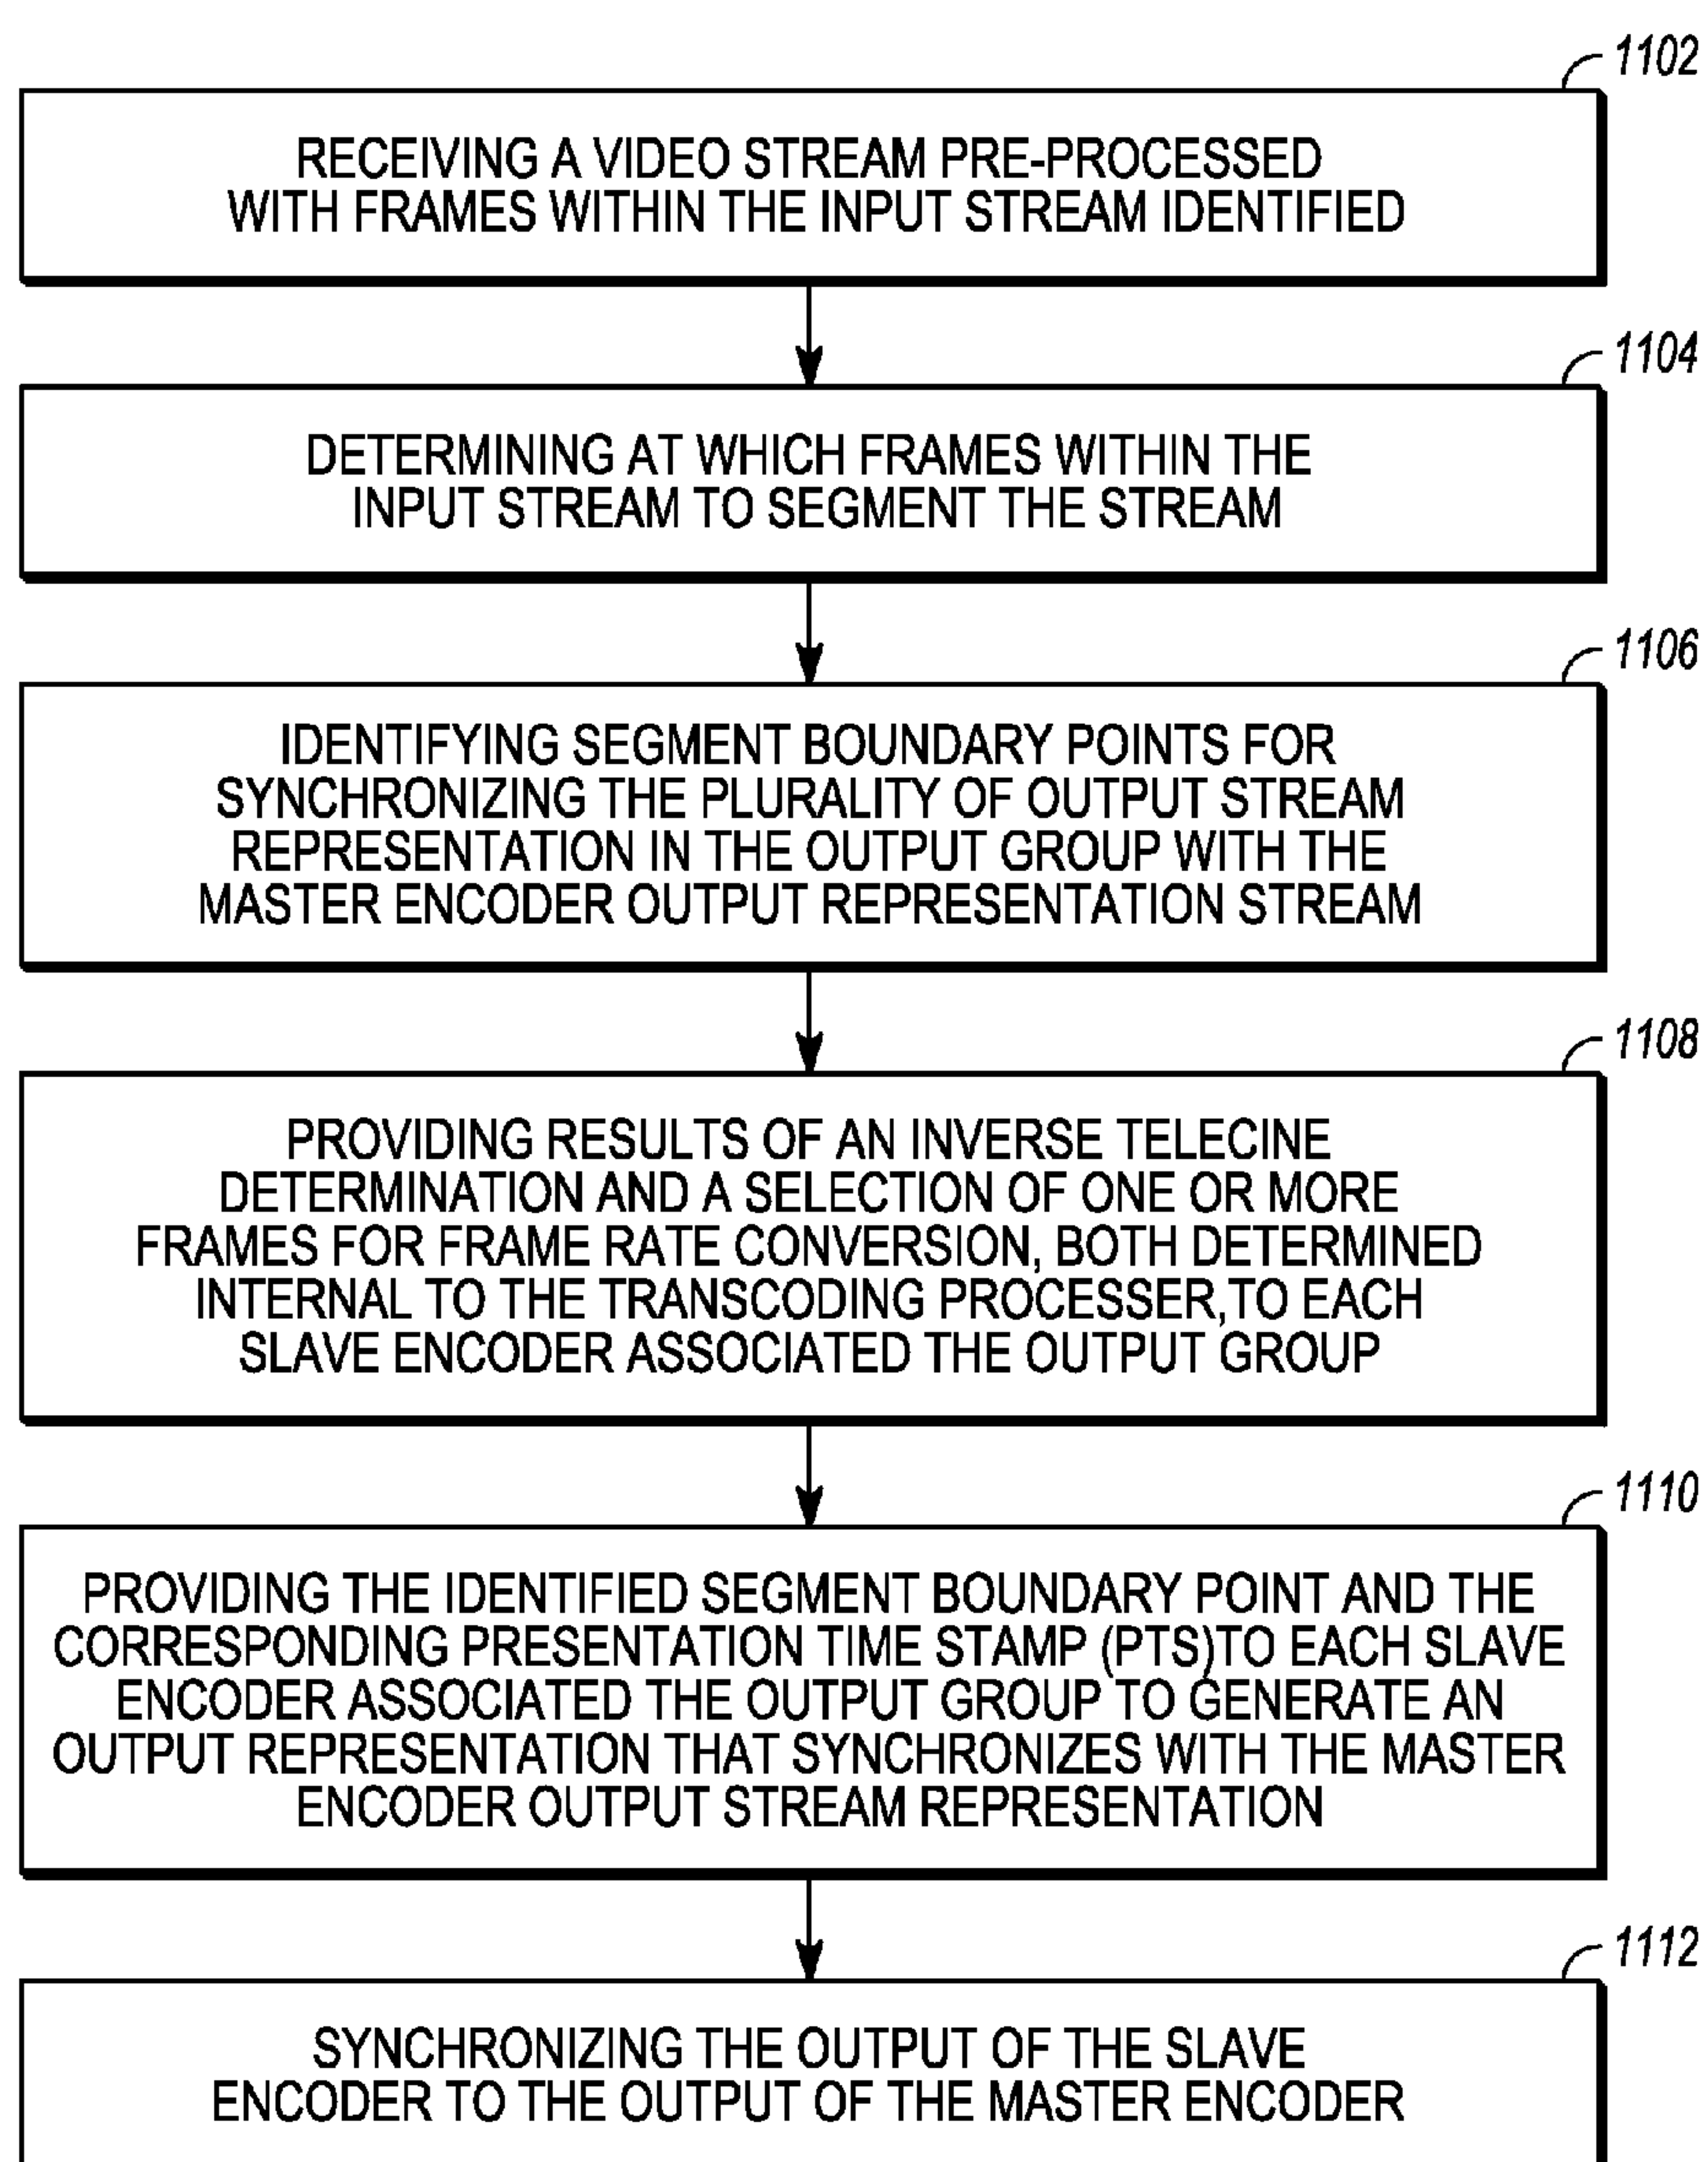 1102
RECEIVING A VIDEO STREAM PRE-PROCESSED
WITH FRAMES WITHIN THE INPUT STREAM IDENTIFIED
1104
DETERMINING AT WHICH FRAMES WITHIN THE
INPUT STREAM TO SEGMENT THE STREAM
1106
IDENTIFYING SEGMENT BOUNDARY POINTS FOR
SYNCHRONIZING THE PLURALITY OF OUTPUT STREAM
REPRESENTATION IN THE OUTPUT GROUP WITH THE
MASTER ENCODER OUTPUT REPRESENTATION STREAM
1108
PROVIDING RESULTS OF AN INVERSE TELECINE
DETERMINATION AND A SELECTION OF ONE OR MORE
FRAMES FOR FRAME RATE CONVERSION, BOTH DETERMINED
INTERNAL TO THE TRANSCODING PROCESSER,TO EACH
SLAVE ENCODER ASSOCIATED THE OUTPUT GROUP
1110
PROVIDING THE IDENTIFIED SEGMENT BOUNDARY POINT AND THE
CORRESPONDING PRESENTATION TIME STAMP (PTS)TO EACH SLAVE
ENCODER ASSOCIATED THE OUTPUT GROUP TO GENERATE AN
OUTPUT REPRESENTATION THAT SYNCHRONIZES WITH THE MASTER
ENCODER OUTPUT STREAM REPRESENTATION
1112
SYNCHRONIZING THE OUTPUT OF THE SLAVE
ENCODER TO THE OUTPUT OF THE MASTER ENCODER